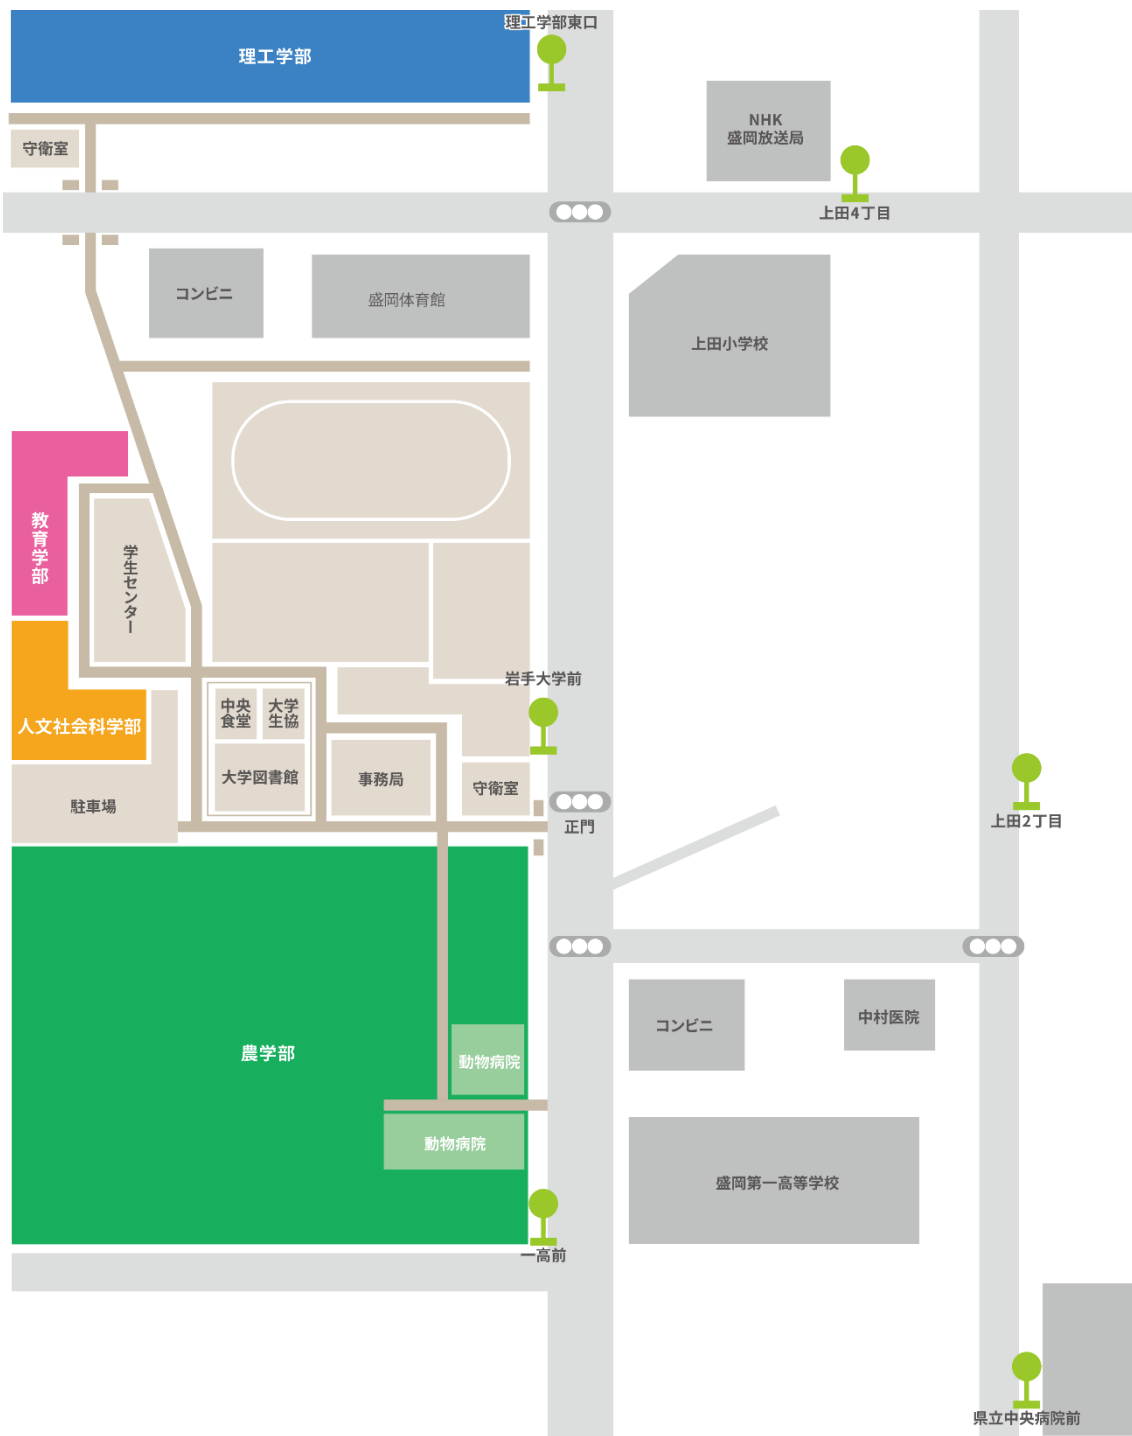 理工学部東口
理工学部
NHK
盛岡放送局
守衛室
上田4丁目
コンビニ
盛岡体育館
上田小学校
教育学部
学生センター
岩手大学前
中央
食堂
大学
生協
人文社会科学部
大学図書館
事務局
守衛室
駐車場
正門
上田2丁目
コンビニ
中村医院
農学部
動物病院
動物病院
盛岡第一高等学校
一高前
県立中央病院前